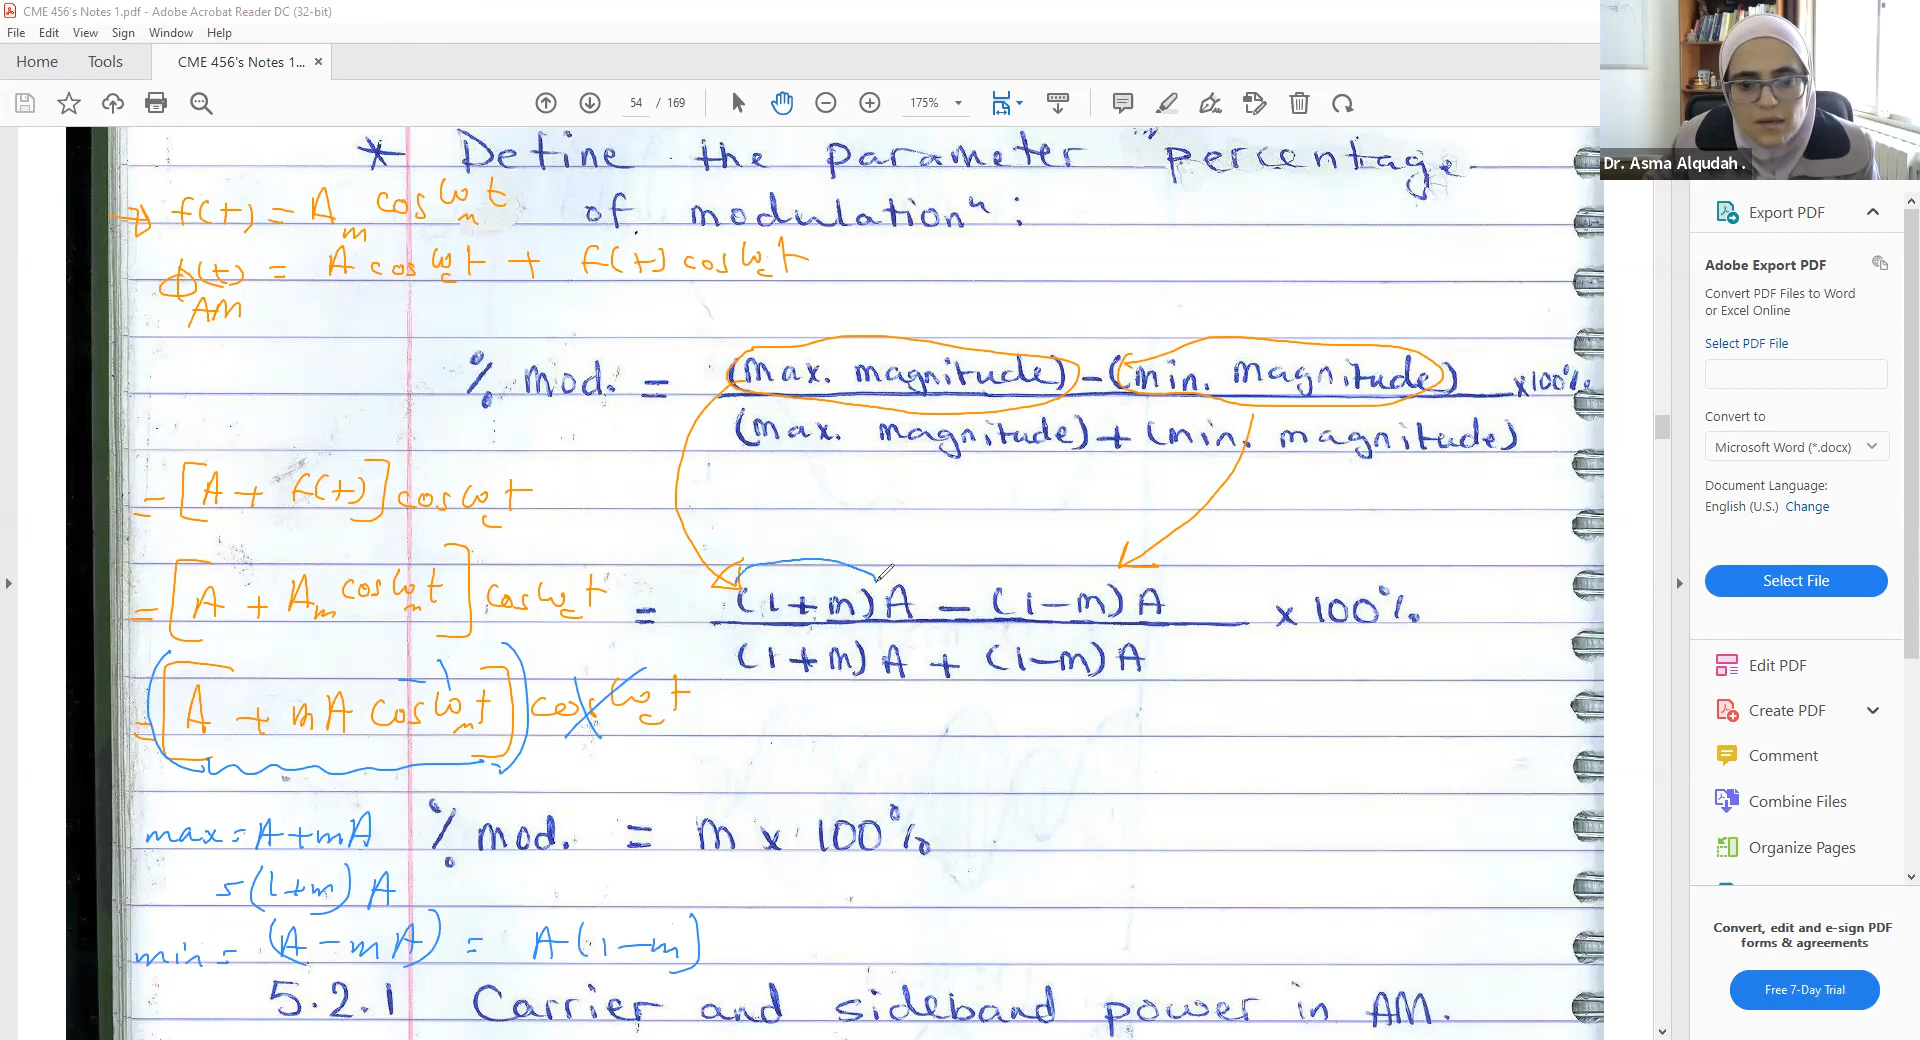 CME 456's Notes 1.pdf - Adobe Acrobat Reader DC (32-bit)
File Edit View Sign Window Help
Home Tools CME 456's Notes 1... ×
54 / 169 175%
Dr. Asma Alqudah .
* Define the parameter "percentage
of modulation" :
→ f(t) = A_m cos ω_m t
Φ(t)_AM = A cos ω_c t + f(t) cos ω_c t
% mod. = (max. magnitude) - (min. magnitude) x100%
(max. magnitude) + (min. magnitude)
= [A + f(t)] cos ω_c t
= [A + A_m cos ω_m t] cos ω_c t
= (1+m)A - (1-m)A x 100%
(1+m)A + (1-m)A
= [A + mA cos ω_m t] cos ω_c t
max = A+mA
% mod. = m x 100%
=(1+m) A
min = (A - mA) = A(1-m)
5.2.1 Carrier and sideband power in AM.
Export PDF
Adobe Export PDF
Convert PDF Files to Word
or Excel Online
Select PDF File
Convert to
Microsoft Word (*.docx)
Document Language:
English (U.S.) Change
Select File
Edit PDF
Create PDF
Comment
Combine Files
Organize Pages
Convert, edit and e-sign PDF
forms & agreements
Free 7-Day Trial